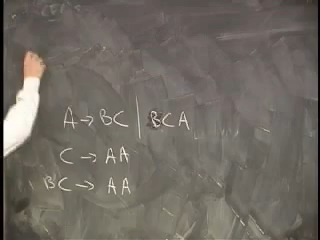 A → BC | BCA
C → AA
BC → AA